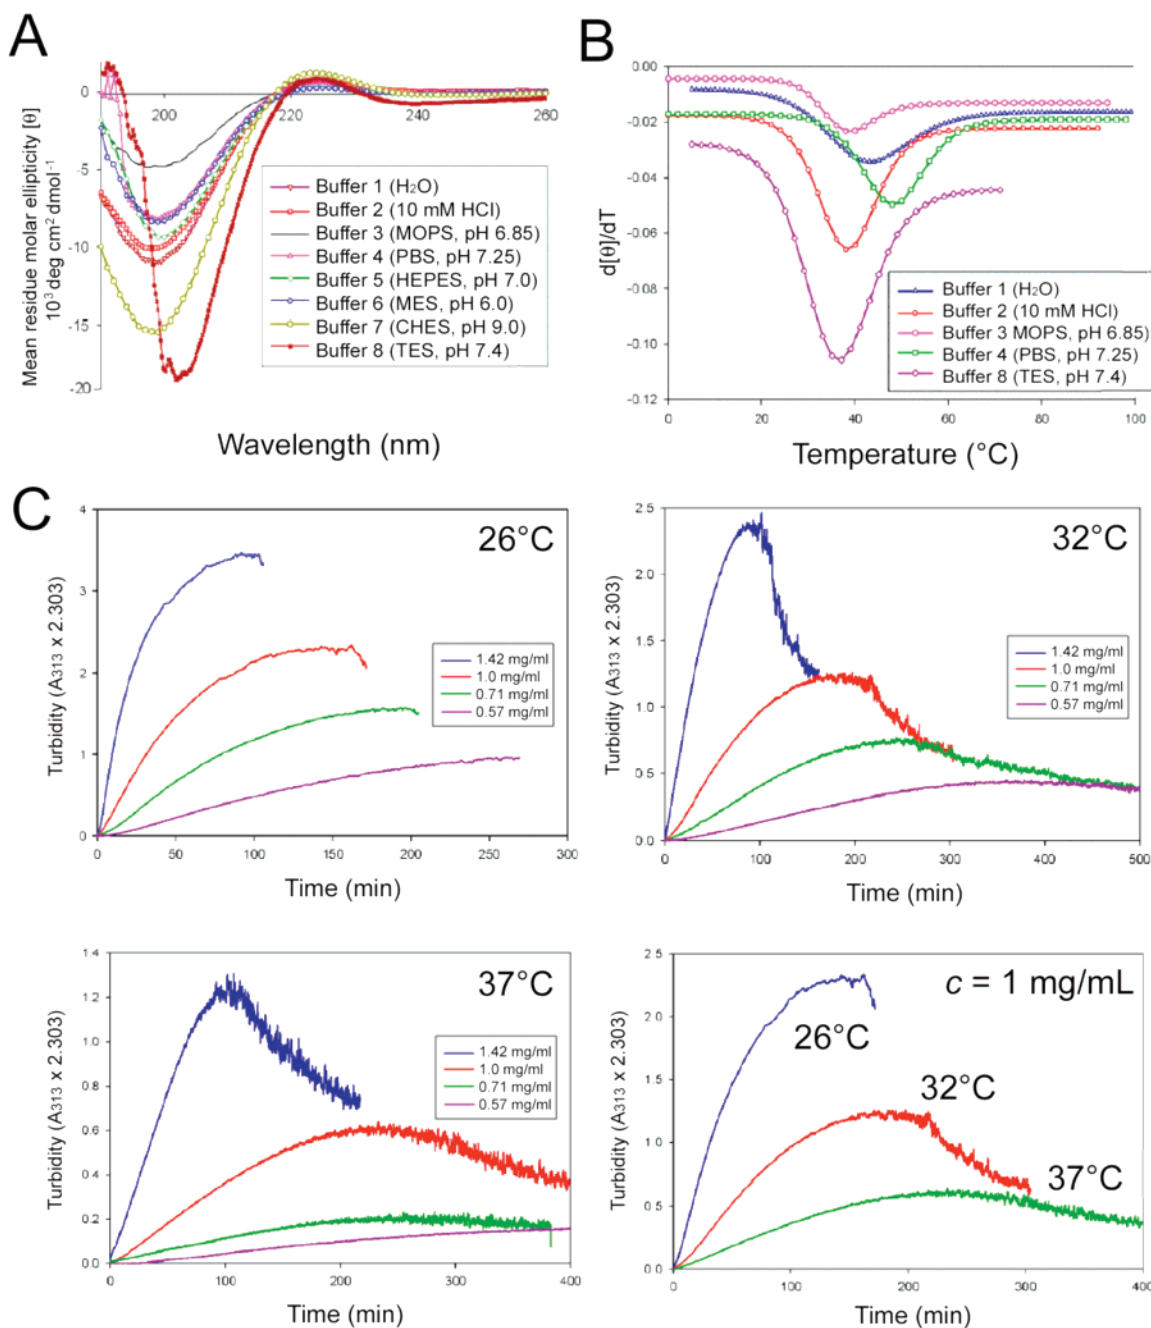 A
Mean residue molar ellipticity [θ]
10³ deg cm² dmol⁻¹
0
-5
-10
-15
-20
200
220
240
260
Buffer 1 (H₂O)
Buffer 2 (10 mM HCl)
Buffer 3 (MOPS, pH 6.85)
Buffer 4 (PBS, pH 7.25)
Buffer 5 (HEPES, pH 7.0)
Buffer 6 (MES, pH 6.0)
Buffer 7 (CHES, pH 9.0)
Buffer 8 (TES, pH 7.4)
Wavelength (nm)
B
d[θ]/dT
0.00
-0.02
-0.04
-0.06
-0.08
-0.10
-0.12
Buffer 1 (H₂O)
Buffer 2 (10 mM HCl)
Buffer 3 MOPS, pH 6.85)
Buffer 4 (PBS, pH 7.25)
Buffer 8 (TES, pH 7.4)
0 20 40 60 80 100
Temperature (°C)
C
26°C
Turbidity (A313 x 2.303)
4
3
2
1
0
1.42 mg/ml
1.0 mg/ml
0.71 mg/ml
0.57 mg/ml
0 50 100 150 200 250 300
Time (min)
32°C
Turbidity (A313 x 2.303)
2.5
2.0
1.5
1.0
0.5
0.0
1.42 mg/ml
1.0 mg/ml
0.71 mg/ml
0.57 mg/ml
0 100 200 300 400 500
Time (min)
37°C
Turbidity (A313 x 2.303)
1.4
1.2
1.0
0.8
0.6
0.4
0.2
0.0
1.42 mg/ml
1.0 mg/ml
0.71 mg/ml
0.57 mg/ml
0 100 200 300 400
Time (min)
c = 1 mg/mL
Turbidity (A313 x 2.303)
2.5
2.0
1.5
1.0
0.5
0.0
26°C
32°C
37°C
0 100 200 300 400
Time (min)